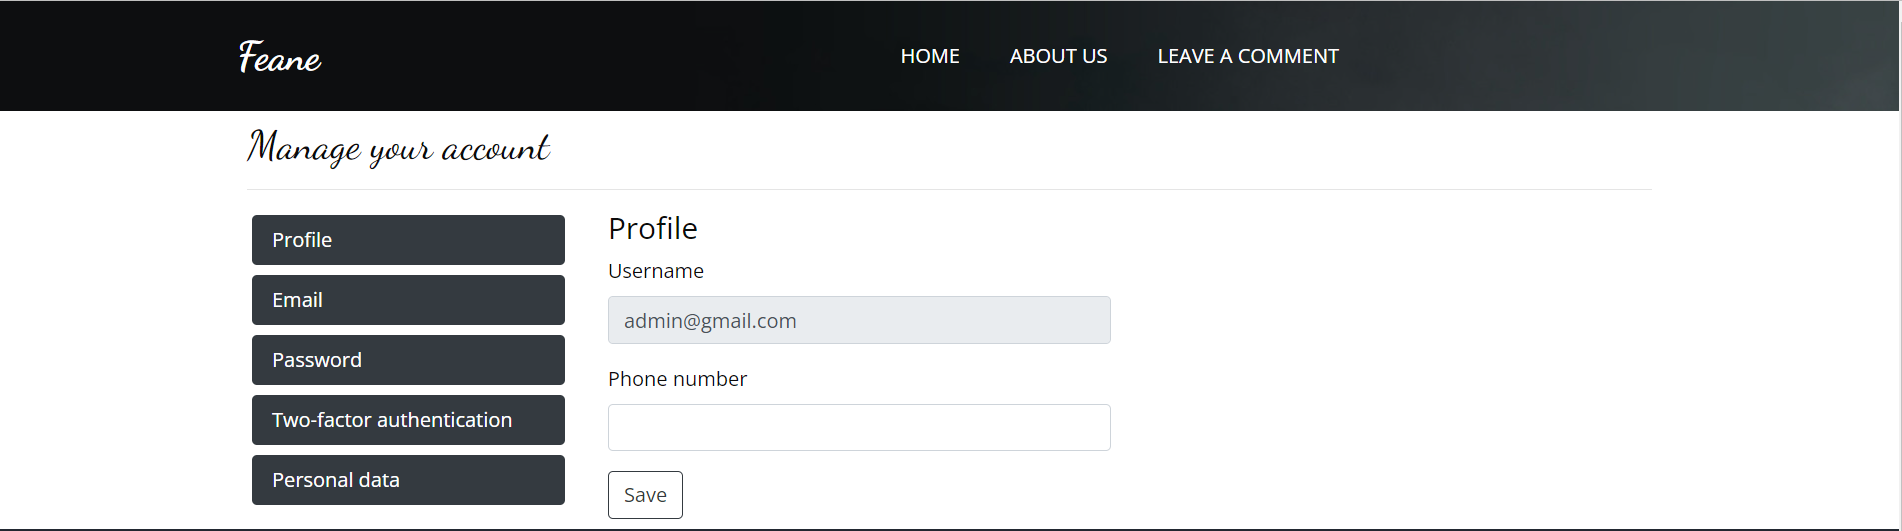 Feane
HOME ABOUT US LEAVE A COMMENT
Manage your account
Profile
Email
Password
Two-factor authentication
Personal data
Profile
Username
admin@gmail.com
Phone number
Save